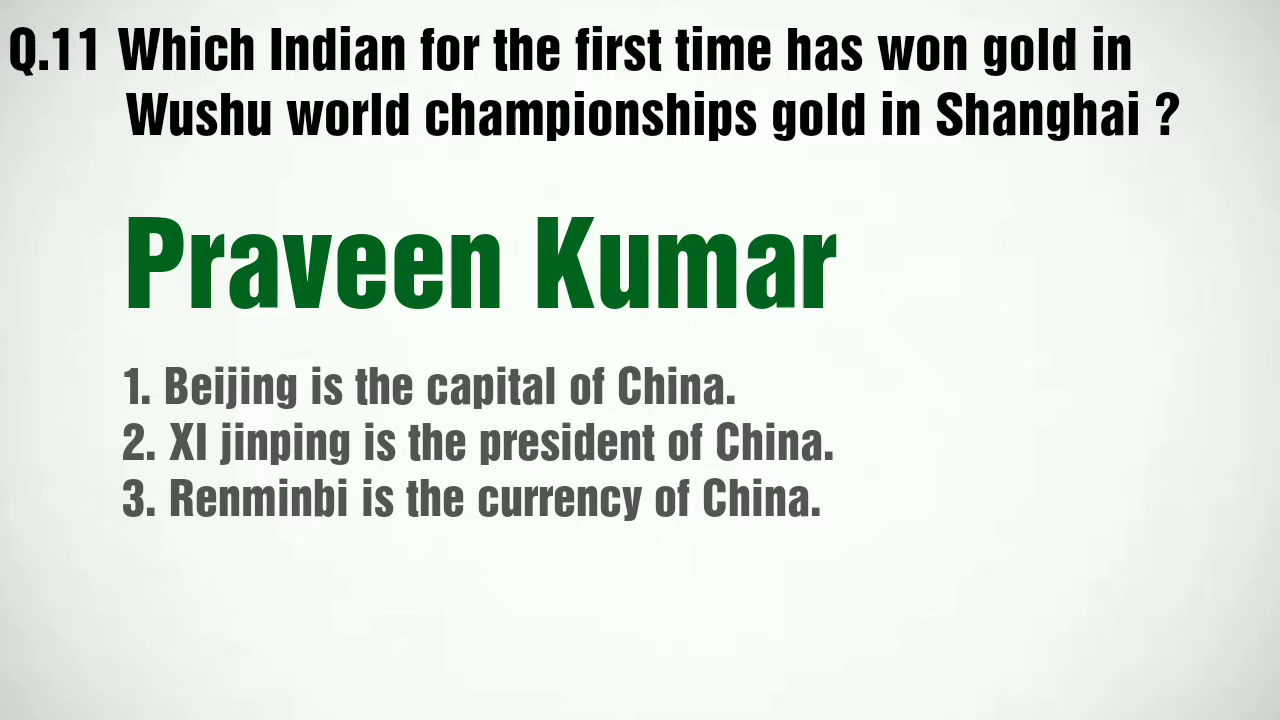 Q.11 Which Indian for the first time has won gold in
Wushu world championships gold in Shanghai ?
Praveen Kumar
1. Beijing is the capital of China.
2. XI jinping is the president of China.
3. Renminbi is the currency of China.